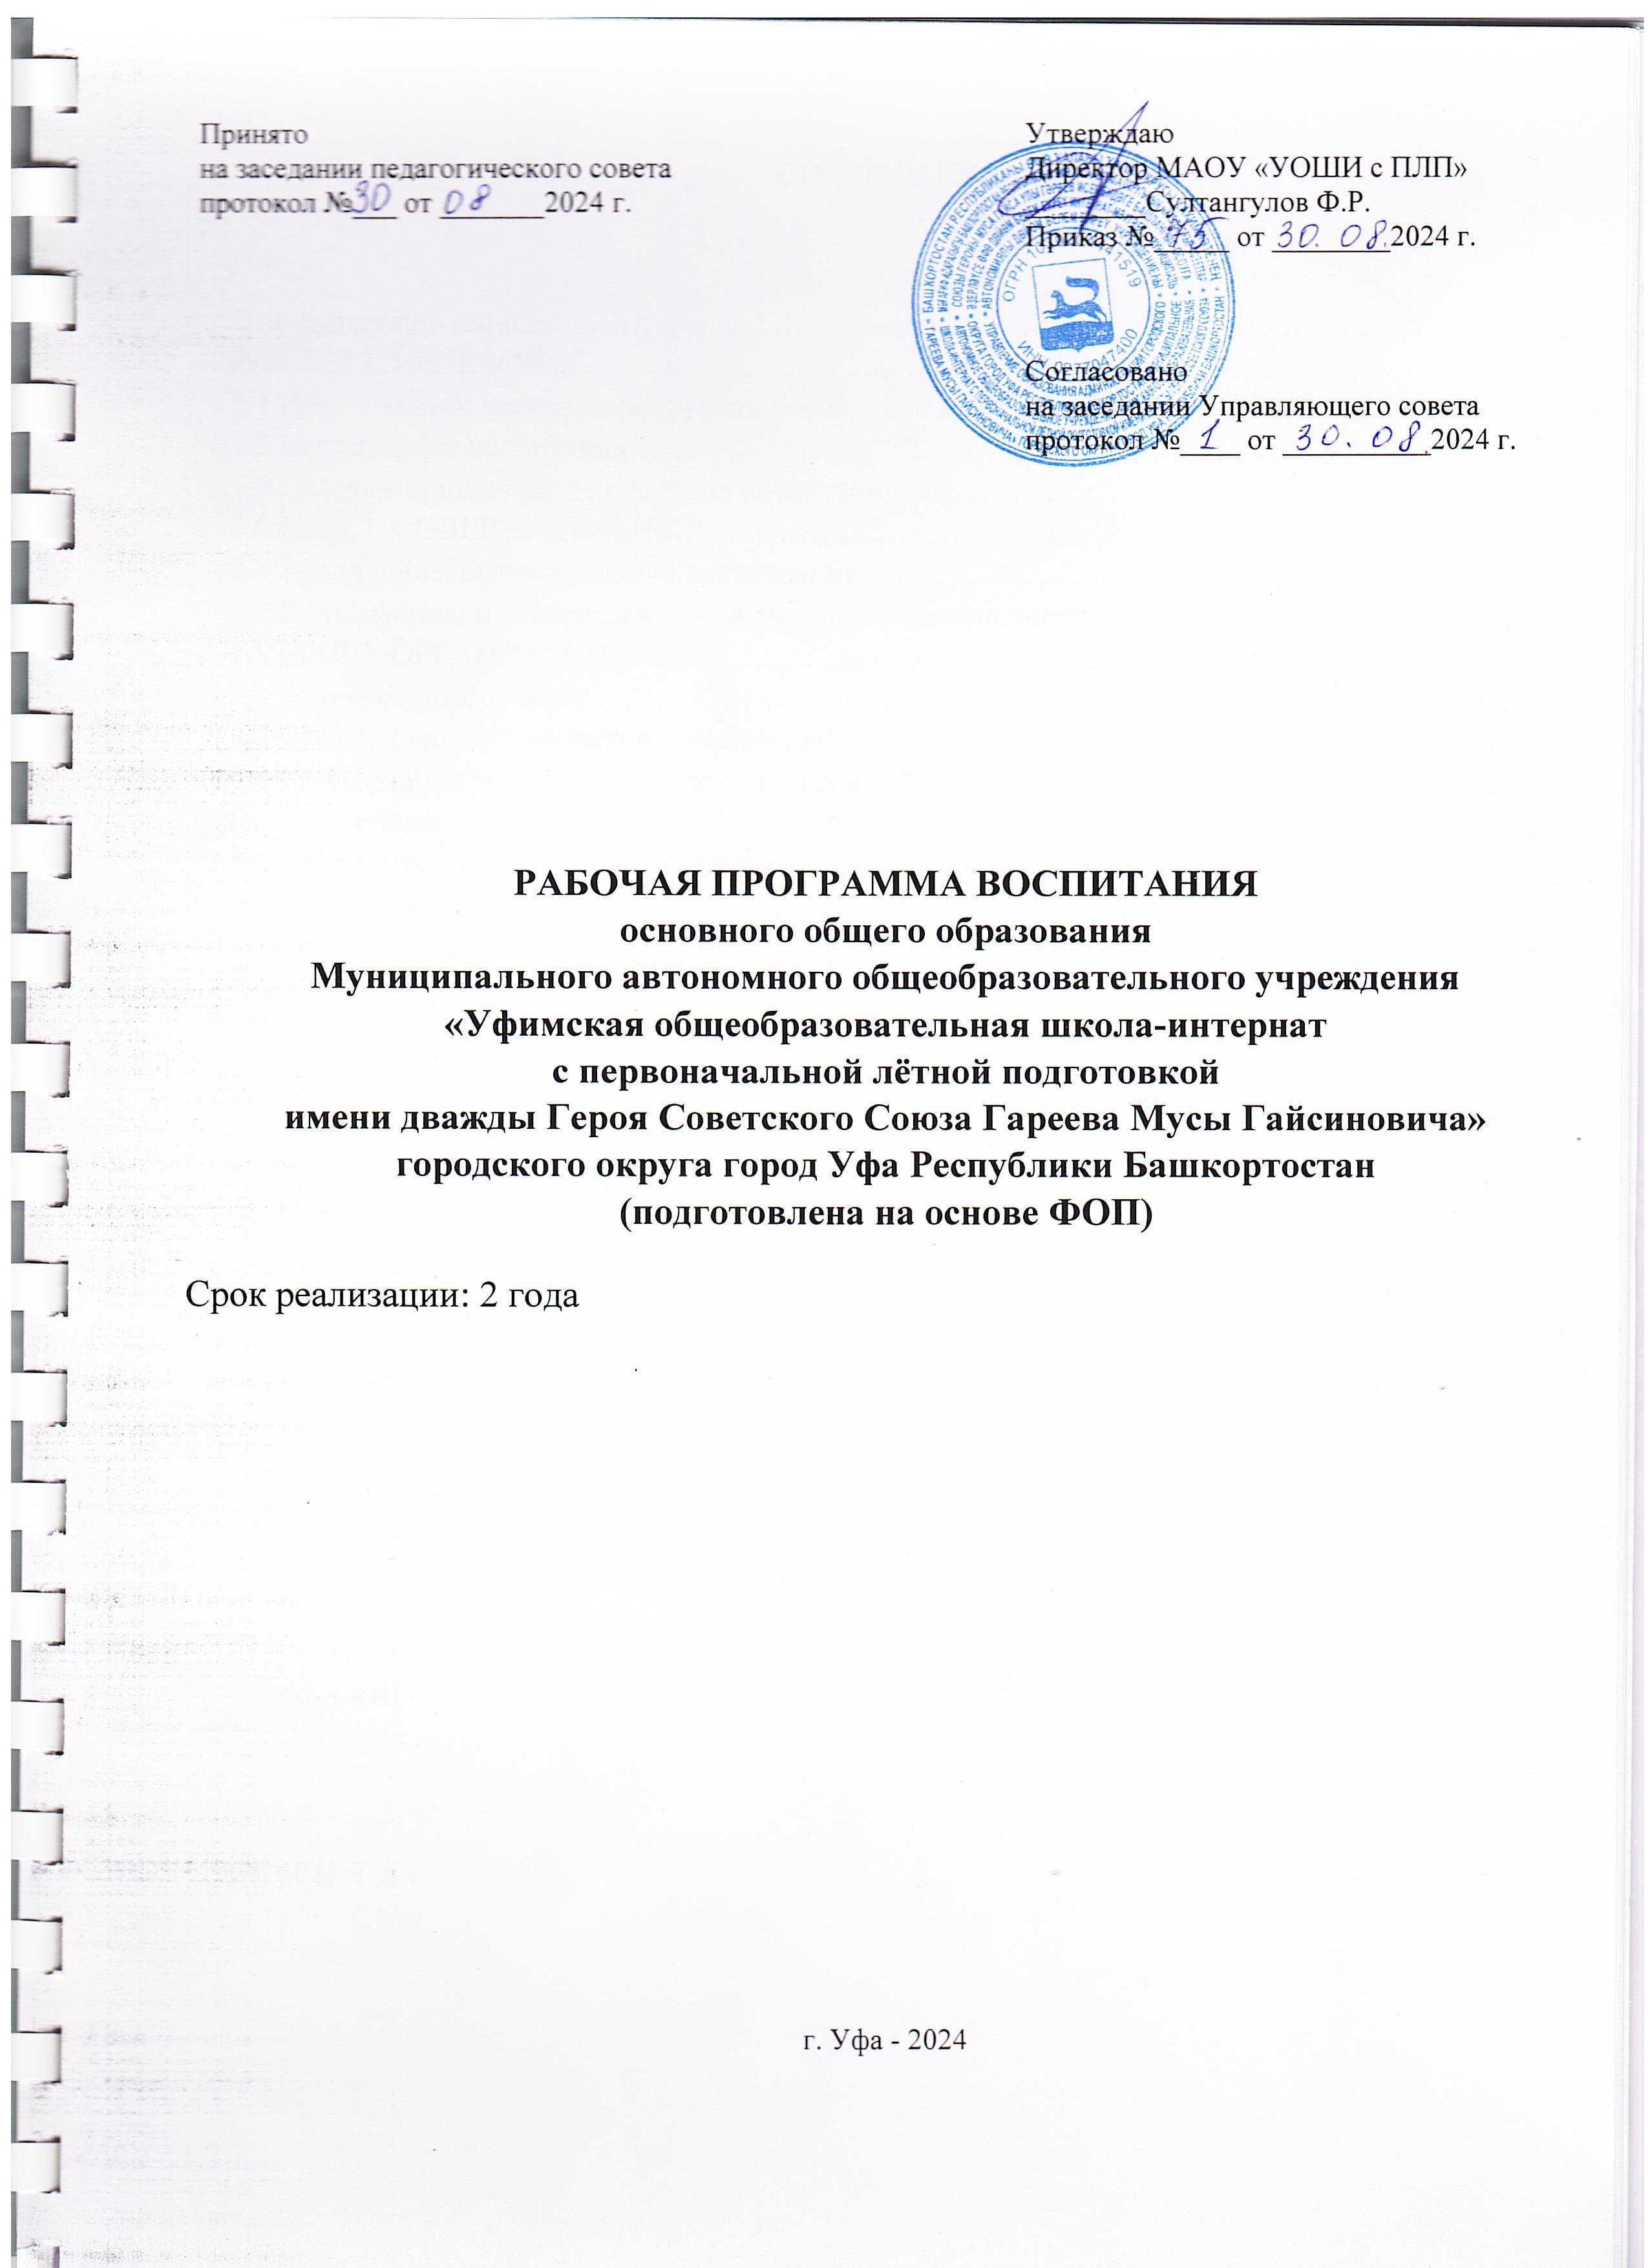 Принято
на заседании педагогического совета
протокол №30 от 08 2024 г.
Утверждаю
Директор МАОУ «УОШИ с ПЛП»
Султангулов Ф.Р.
Приказ № 75 от 30. 08.2024 г.
Согласовано
на заседании Управляющего совета
протокол № 1 от 30. 08.2024 г.
РАБОЧАЯ ПРОГРАММА ВОСПИТАНИЯ
основного общего образования
Муниципального автономного общеобразовательного учреждения
«Уфимская общеобразовательная школа-интернат
с первоначальной лётной подготовкой
имени дважды Героя Советского Союза Гареева Мусы Гайсиновича»
городского округа город Уфа Республики Башкортостан
(подготовлена на основе ФОП)
Срок реализации: 2 года
г. Уфа - 2024